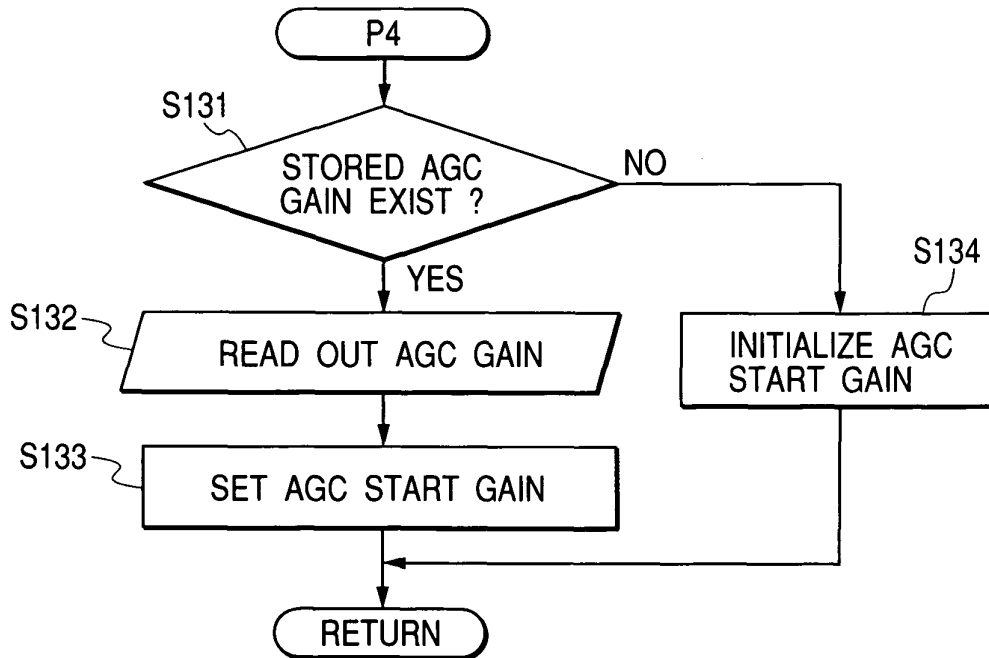 P4
S131
STORED AGC
GAIN EXIST ?
NO
YES
S134
S132
READ OUT AGC GAIN
INITIALIZE AGC
START GAIN
S133
SET AGC START GAIN
RETURN